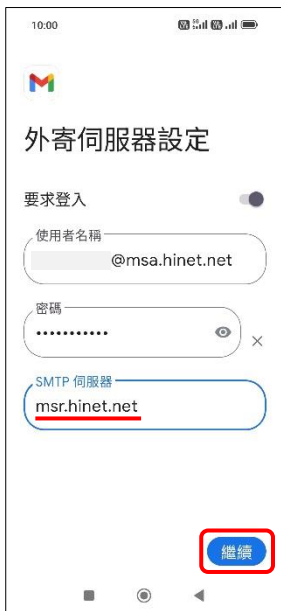 10:00
外寄伺服器設定
要求登入
使用者名稱
@msa.hinet.net
密碼
•••••••••••
SMTP 伺服器
msr.hinet.net
繼續